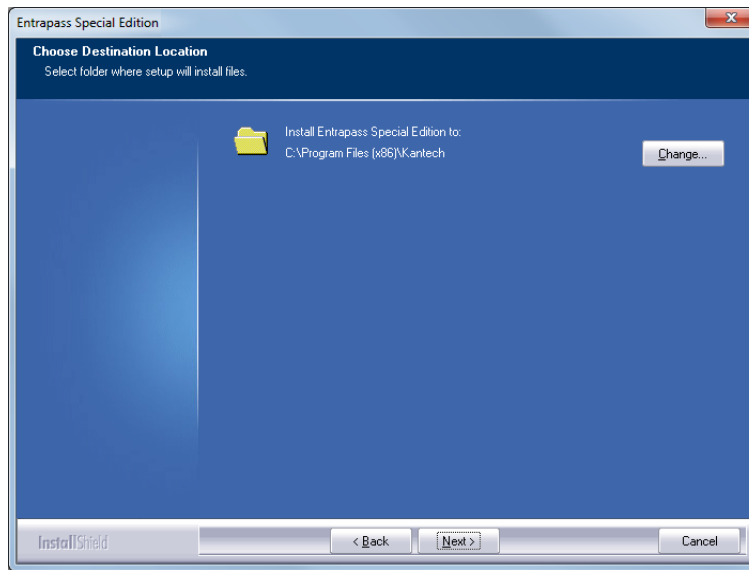 Entrapass Special Edition
Choose Destination Location
Select folder where setup will install files.
Install Entrapass Special Edition to:
C:\Program Files (x86)\Kantech
Change...
InstallShield
< Back
Next >
Cancel